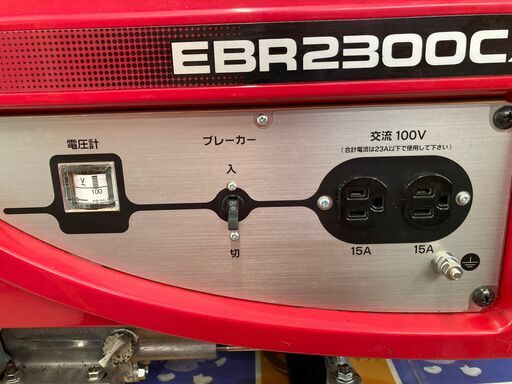 EBR2300C
電圧計
ブレーカー
交流 100V
(合計電流は23A以下で使用して下さい)
入
V
100
切
15A
15A